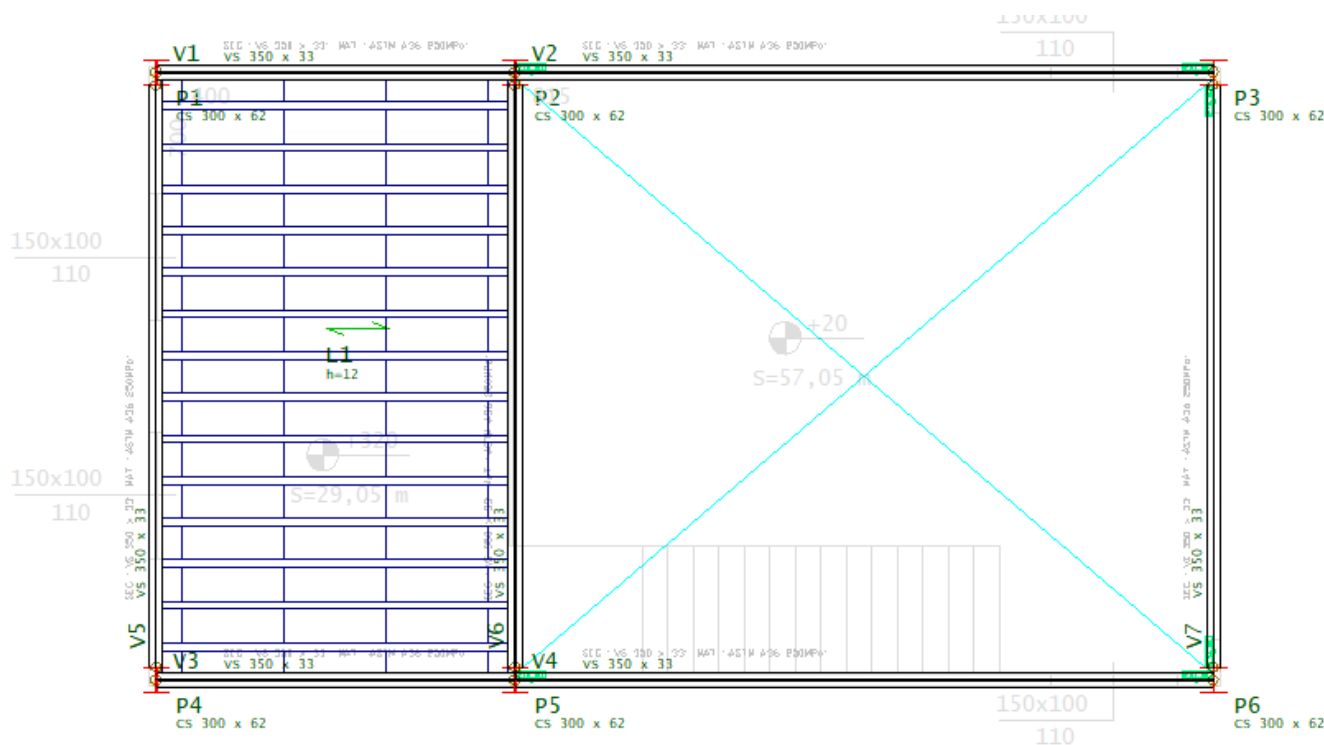 150x100
110
V1
VS 350 x 33
V2
VS 350 x 33
P1
CS 300 x 62
P2
CS 300 x 62
P3
CS 300 x 62
150x100
110
+20
S=57,05 m
L1
h=12
+320
S=29,05 m
150x100
110
VS 350 x 33
VS 350 x 33
VS 350 x 33
V5
V6
V7
V3
VS 350 x 33
V4
VS 350 x 33
P4
CS 300 x 62
P5
CS 300 x 62
P6
CS 300 x 62
150x100
110